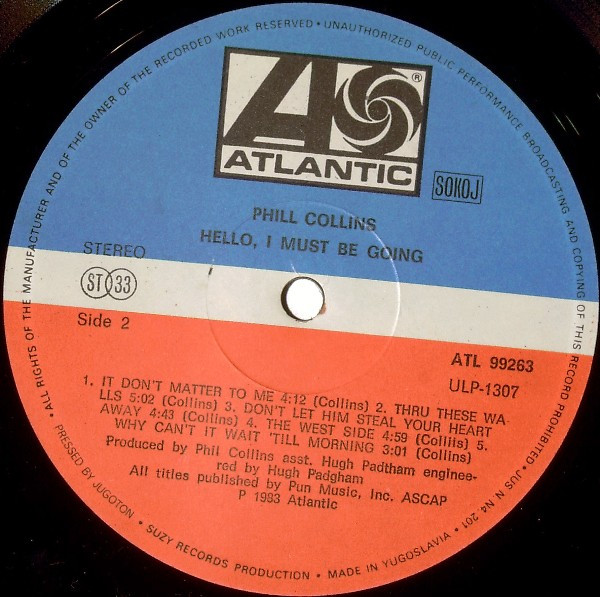 ATLANTIC
®
SOKOJ
PHILL COLLINS
HELLO, I MUST BE GOING
STEREO
ST 33
Side 2
ATL 99263
ULP-1307
1. IT DON'T MATTER TO ME 4:12 (Collins) 2. THRU THESE WA-
LLS 5:02 (Collins) 3. DON'T LET HIM STEAL YOUR HEART
AWAY 4:43 (Colliis) 4. THE WEST SIDE 4:59 (Colliis) 5.
WHY CAN'T IT WAIT 'TILL MORNING 3:01 (Collins)
Produced by Phil Collins asst. Hugh Padtham enginee-
red by Hugh Padgham
All titles published by Pun Music, Inc. ASCAP
P 1993 Atlantic
• ALL RIGHTS OF THE MANUFACTURER AND OF THE OWNER OF THE RECORDED WORK RESERVED • UNAUTHORIZED PUBLIC PERFORMANCE BROADCASTING AND COPYING OF THIS RECORD PROHIBITED • JUS N N4 201 •
PRESSED BY JUGOTON • SUZY RECORDS PRODUCTION • MADE IN YUGOSLAVIA •